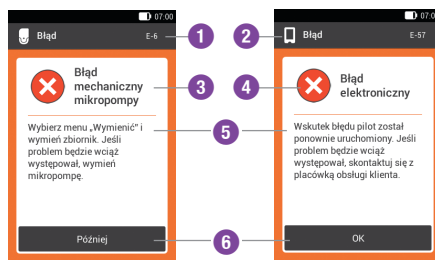 07:00
Błąd
E-6
Błąd
mechaniczny
mikropompy
Wybierz menu „Wymienić” i
wymień zbiornik. Jeśli
problem będzie wciąż
występował, wymień
mikropompę.
Później
1
2
3
4
5
6
07:0
Błąd
E-57
Błąd
elektroniczny
Wskutek błędu pilot został
ponownie uruchomiony. Jeśli
problem będzie wciąż
występował, skontaktuj się z
placówką obsługi klienta.
OK